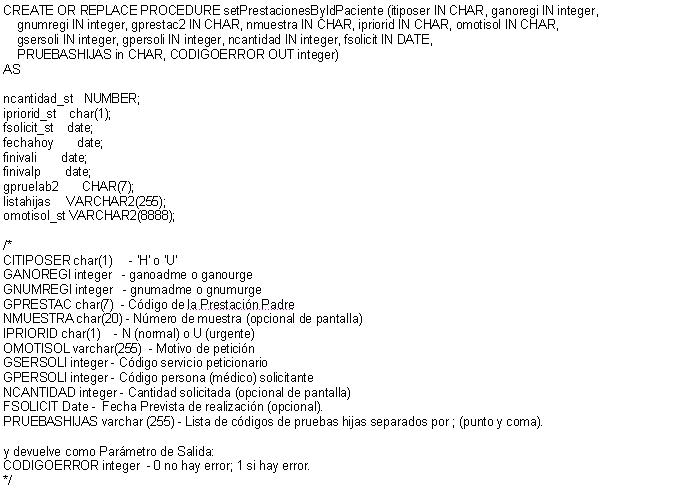 CREATE OR REPLACE PROCEDURE setPrestacionesByIdPaciente (itiposer IN CHAR, ganoregi IN integer,
gnumregi IN integer, gprestac2 IN CHAR, nmuestra IN CHAR, ipriorid IN CHAR, omotisol IN CHAR,
gsersoli IN integer, gpersoli IN integer, ncantidad IN integer, fsolicit IN DATE,
PRUEBASHIJAS in CHAR, CODIGOERROR OUT integer)
AS
ncantidad_st NUMBER;
ipriorid_st char(1);
fsolicit_st date;
fechahoy date;
finivali date;
finivalp date;
gpruelab2 CHAR(7);
listahijas VARCHAR2(255);
omotisol_st VARCHAR2(8888);
/*
CITIPOSER char(1) - 'H' o 'U'
GANOREGI integer - ganoadme o ganourge
GNUMREGI integer - gnumadme o gnumurge
GPRESTAC char(7) - Código de la Prestación Padre
NMUESTRA char(20) - Número de muestra (opcional de pantalla)
IPRIORID char(1) - N (normal) o U (urgente)
OMOTISOL varchar(255) - Motivo de petición
GSERSOLI integer - Código servicio peticionario
GPERSOLI integer - Código persona (médico) solicitante
NCANTIDAD integer - Cantidad solicitada (opcional de pantalla)
FSOLICIT Date - Fecha Prevista de realización (opcional).
PRUEBASHIJAS varchar (255) - Lista de códigos de pruebas hijas separados por ; (punto y coma).
y devuelve como Parámetro de Salida:
CODIGOERROR integer - 0 no hay error; 1 si hay error.
*/